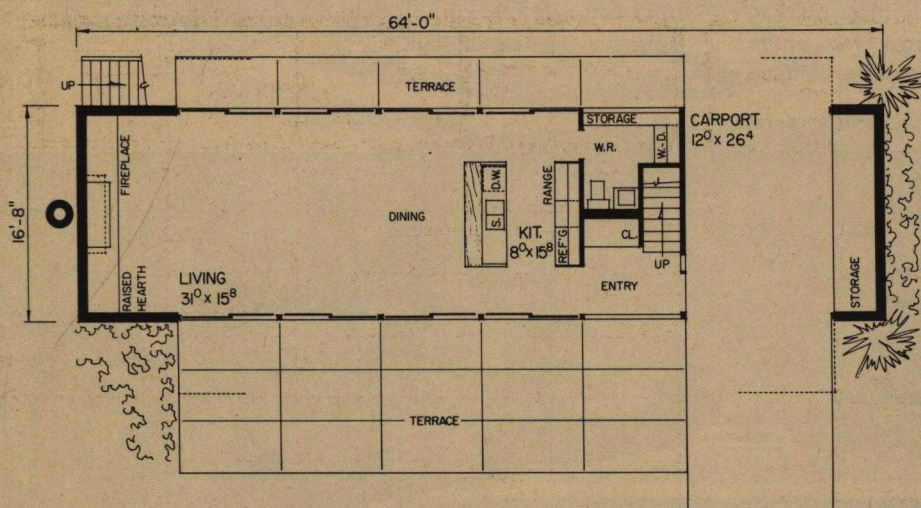 64'-0"
UP
TERRACE
STORAGE
CARPORT
12⁰ x 26⁴
W.R.
W.-D.
FIREPLACE
D.W.
RANGE
16'-8"
DINING
S.
KIT.
8⁰ x 15⁸
REF'G
CL.
UP
LIVING
31⁰ x 15⁸
RAISED
HEARTH
ENTRY
STORAGE
TERRACE